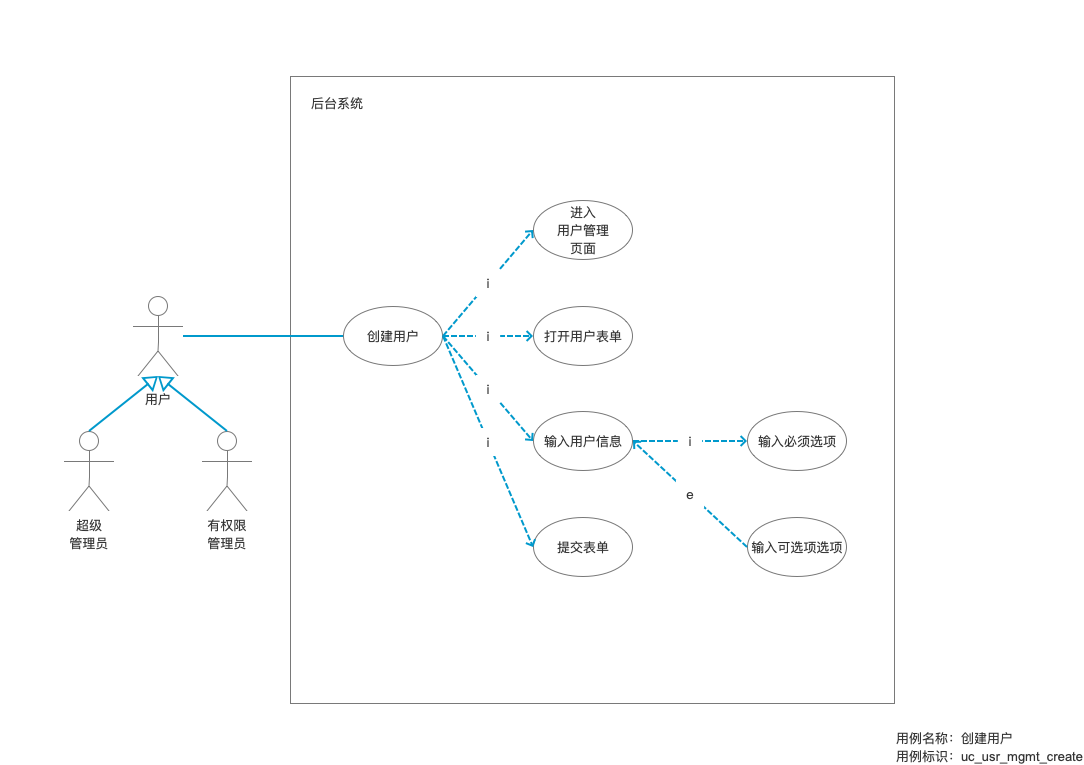 后台系统
进入
用户管理
页面
i
创建用户
i
打开用户表单
用户
i
i
输入用户信息
i
输入必须选项
e
超级
管理员
有权限
管理员
提交表单
输入可选项选项
用例名称：创建用户
用例标识：uc_usr_mgmt_create